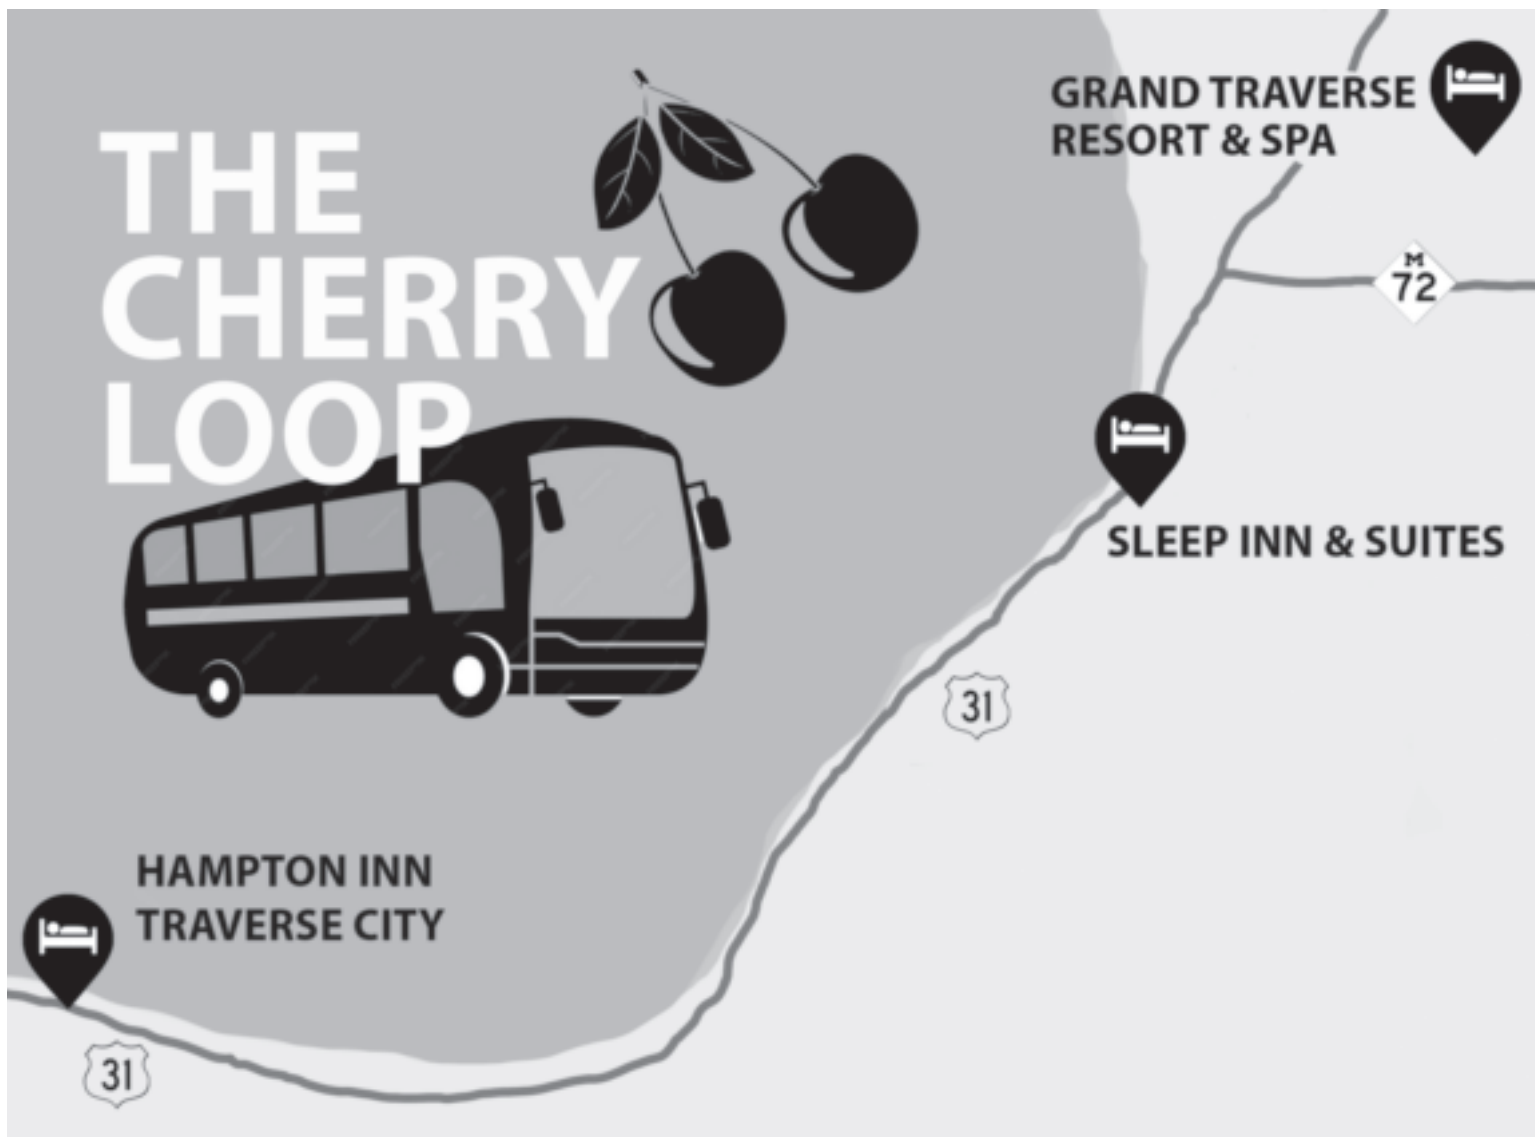 THE
CHERRY
LOOP
GRAND TRAVERSE
RESORT & SPA
M
72
SLEEP INN & SUITES
31
HAMPTON INN
TRAVERSE CITY
31